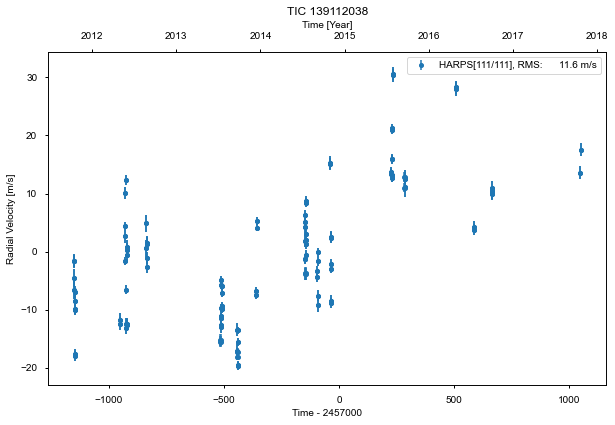 TIC 139112038
Time [Year]
2012 2013 2014 2015 2016 2017 2018
HARPS[111/111], RMS: 11.6 m/s
30
20
10
0
−10
−20
Radial Velocity [m/s]
−1000 −500 0 500 1000
Time - 2457000